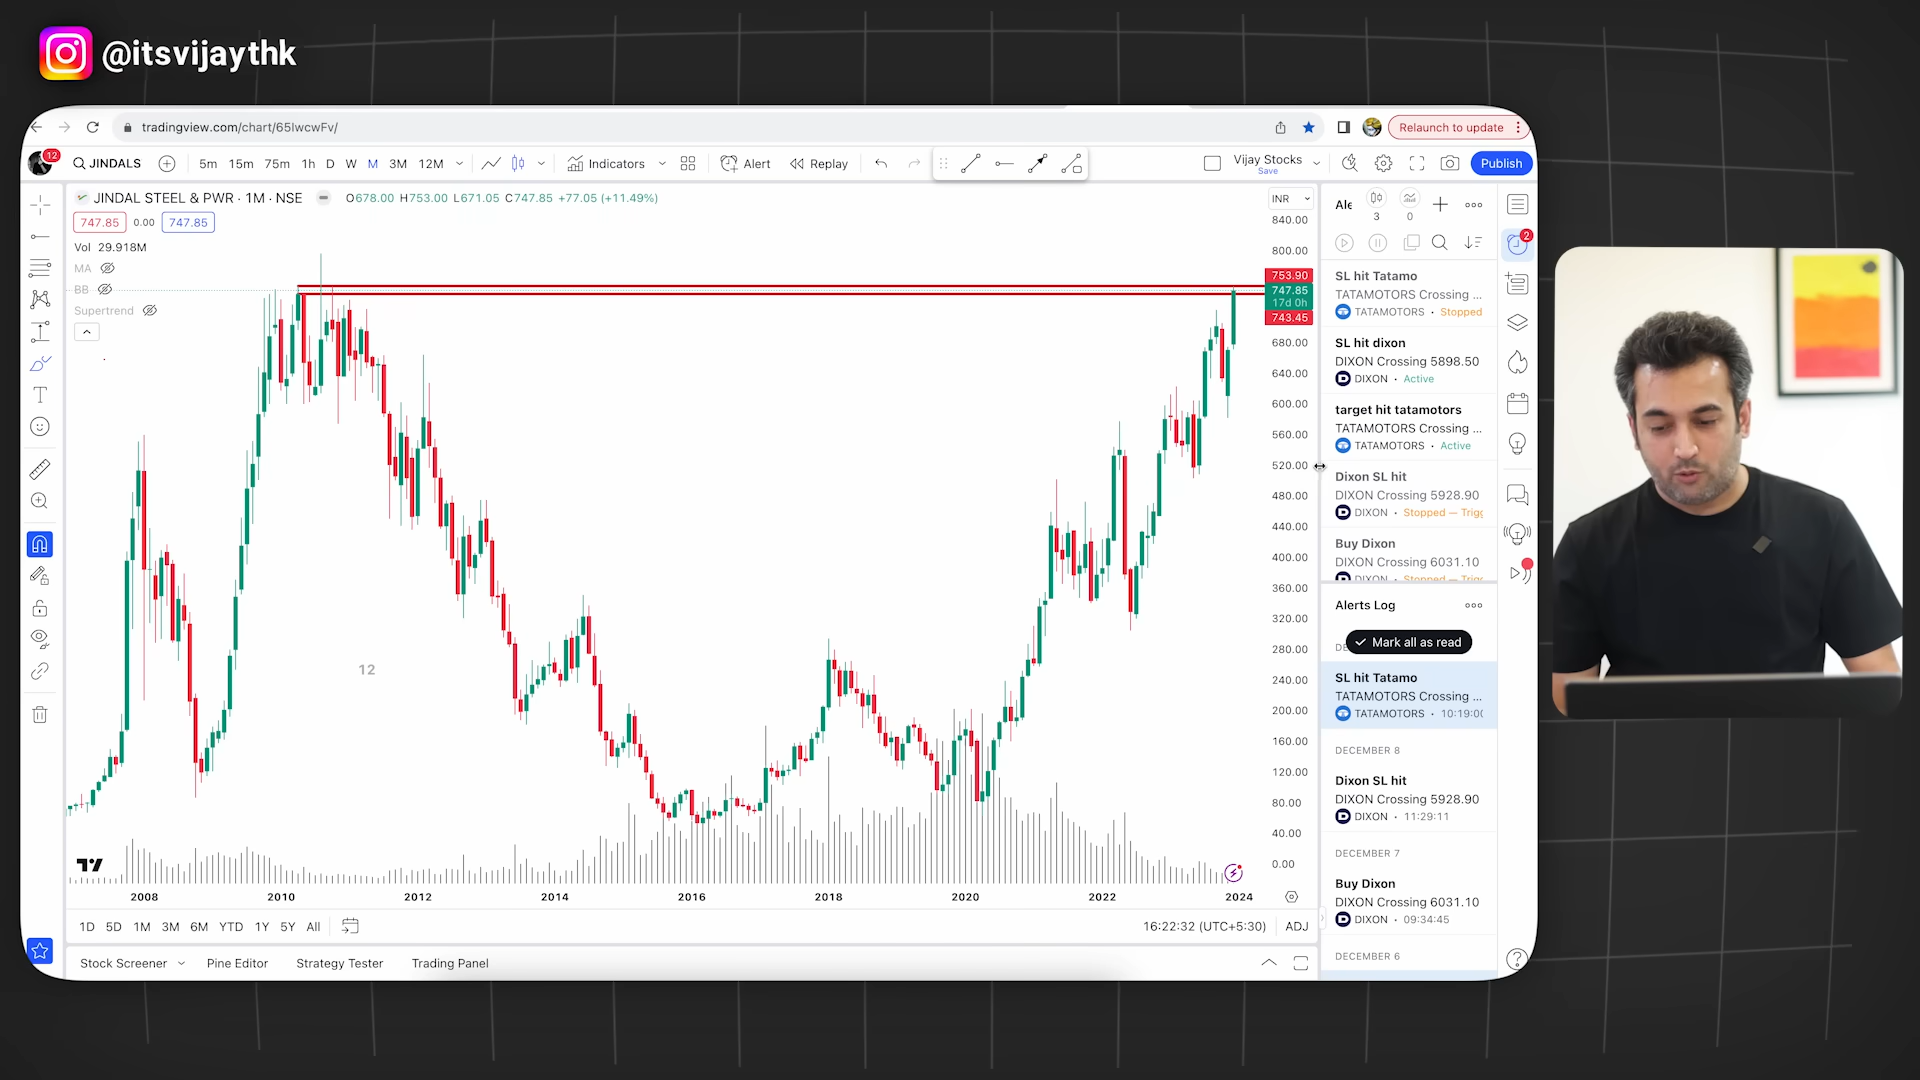 @itsvijaythk
tradingview.com/chart/65lwcwFv/
Relaunch to update
12
JINDALS
5m 15m 75m 1h D W M 3M 12M
Indicators
Alert
Replay
Vijay Stocks
Save
Publish
JINDAL STEEL & PWR · 1M · NSE
O678.00 H753.00 L671.05 C747.85 +77.05 (+11.49%)
747.85 0.00 747.85
Vol 29.918M
MA
BB
Supertrend
12
INR
840.00
800.00
753.90
747.85
17d 0h
743.45
680.00
640.00
600.00
560.00
520.00
480.00
440.00
400.00
360.00
320.00
280.00
240.00
200.00
160.00
120.00
80.00
40.00
0.00
2008 2010 2012 2014 2016 2018 2020 2022 2024
1D 5D 1M 3M 6M YTD 1Y 5Y All
16:22:32 (UTC+5:30) ADJ
Stock Screener
Pine Editor
Strategy Tester
Trading Panel
Ale
3
0
2
SL hit Tatamo
TATAMOTORS Crossing ...
TATAMOTORS · Stopped
SL hit dixon
DIXON Crossing 5898.50
DIXON · Active
target hit tatamotors
TATAMOTORS Crossing ...
TATAMOTORS · Active
Dixon SL hit
DIXON Crossing 5928.90
DIXON · Stopped — Trigg
Buy Dixon
DIXON Crossing 6031.10
DIXON · Stopped — Trigg
Alerts Log
DE
Mark all as read
SL hit Tatamo
TATAMOTORS Crossing ...
TATAMOTORS · 10:19:0
DECEMBER 8
Dixon SL hit
DIXON Crossing 5928.90
DIXON · 11:29:11
DECEMBER 7
Buy Dixon
DIXON Crossing 6031.10
DIXON · 09:34:45
DECEMBER 6